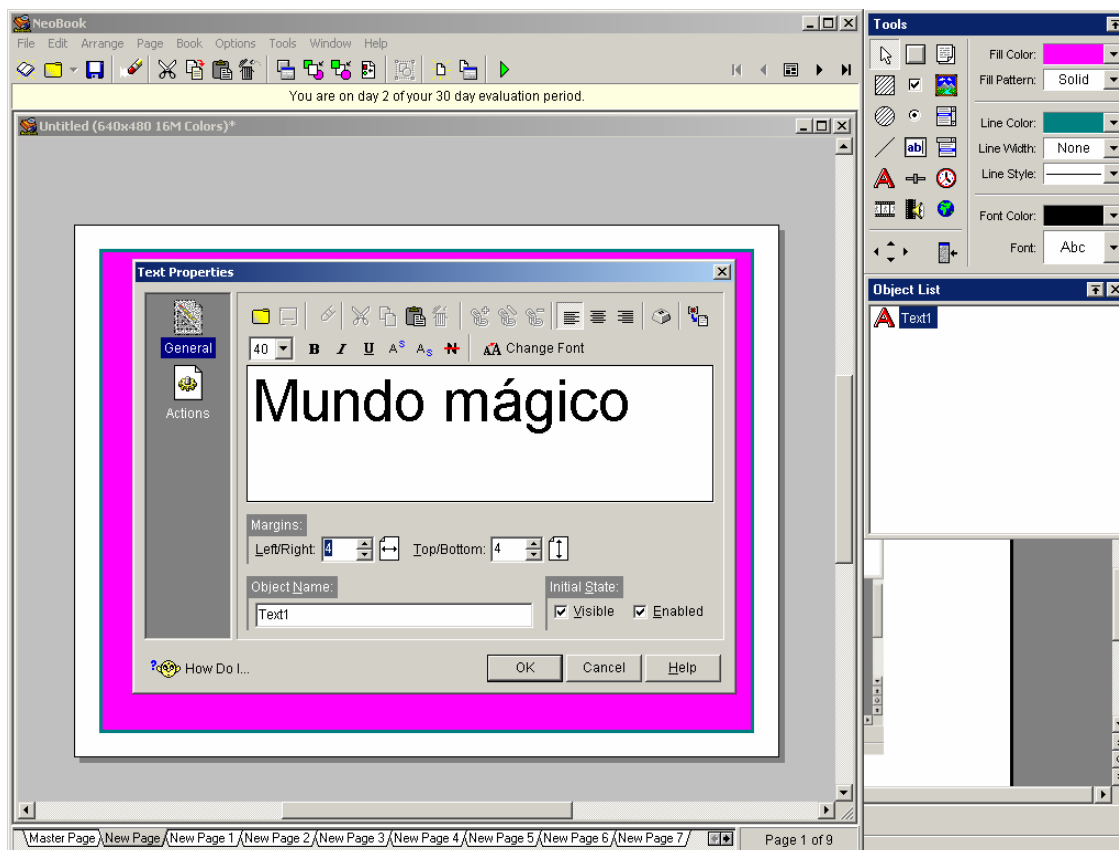 NeoBook
File Edit Arrange Page Book Options Tools Window Help
You are on day 2 of your 30 day evaluation period.
Untitled (640x480 16M Colors)*
Text Properties
General
Actions
40 B I U A^S A_S N AA Change Font
Mundo mágico
Margins:
Left/Right: 4 Top/Bottom: 4
Object Name: Initial State:
Text1 Visible Enabled
How Do I... OK Cancel Help
Master Page New Page New Page 1 New Page 2 New Page 3 New Page 4 New Page 5 New Page 6 New Page 7 Page 1 of 9
Tools
Fill Color:
Fill Pattern: Solid
Line Color:
ab Line Width: None
A Line Style:
Font Color:
Font: Abc
Object List
A Text1